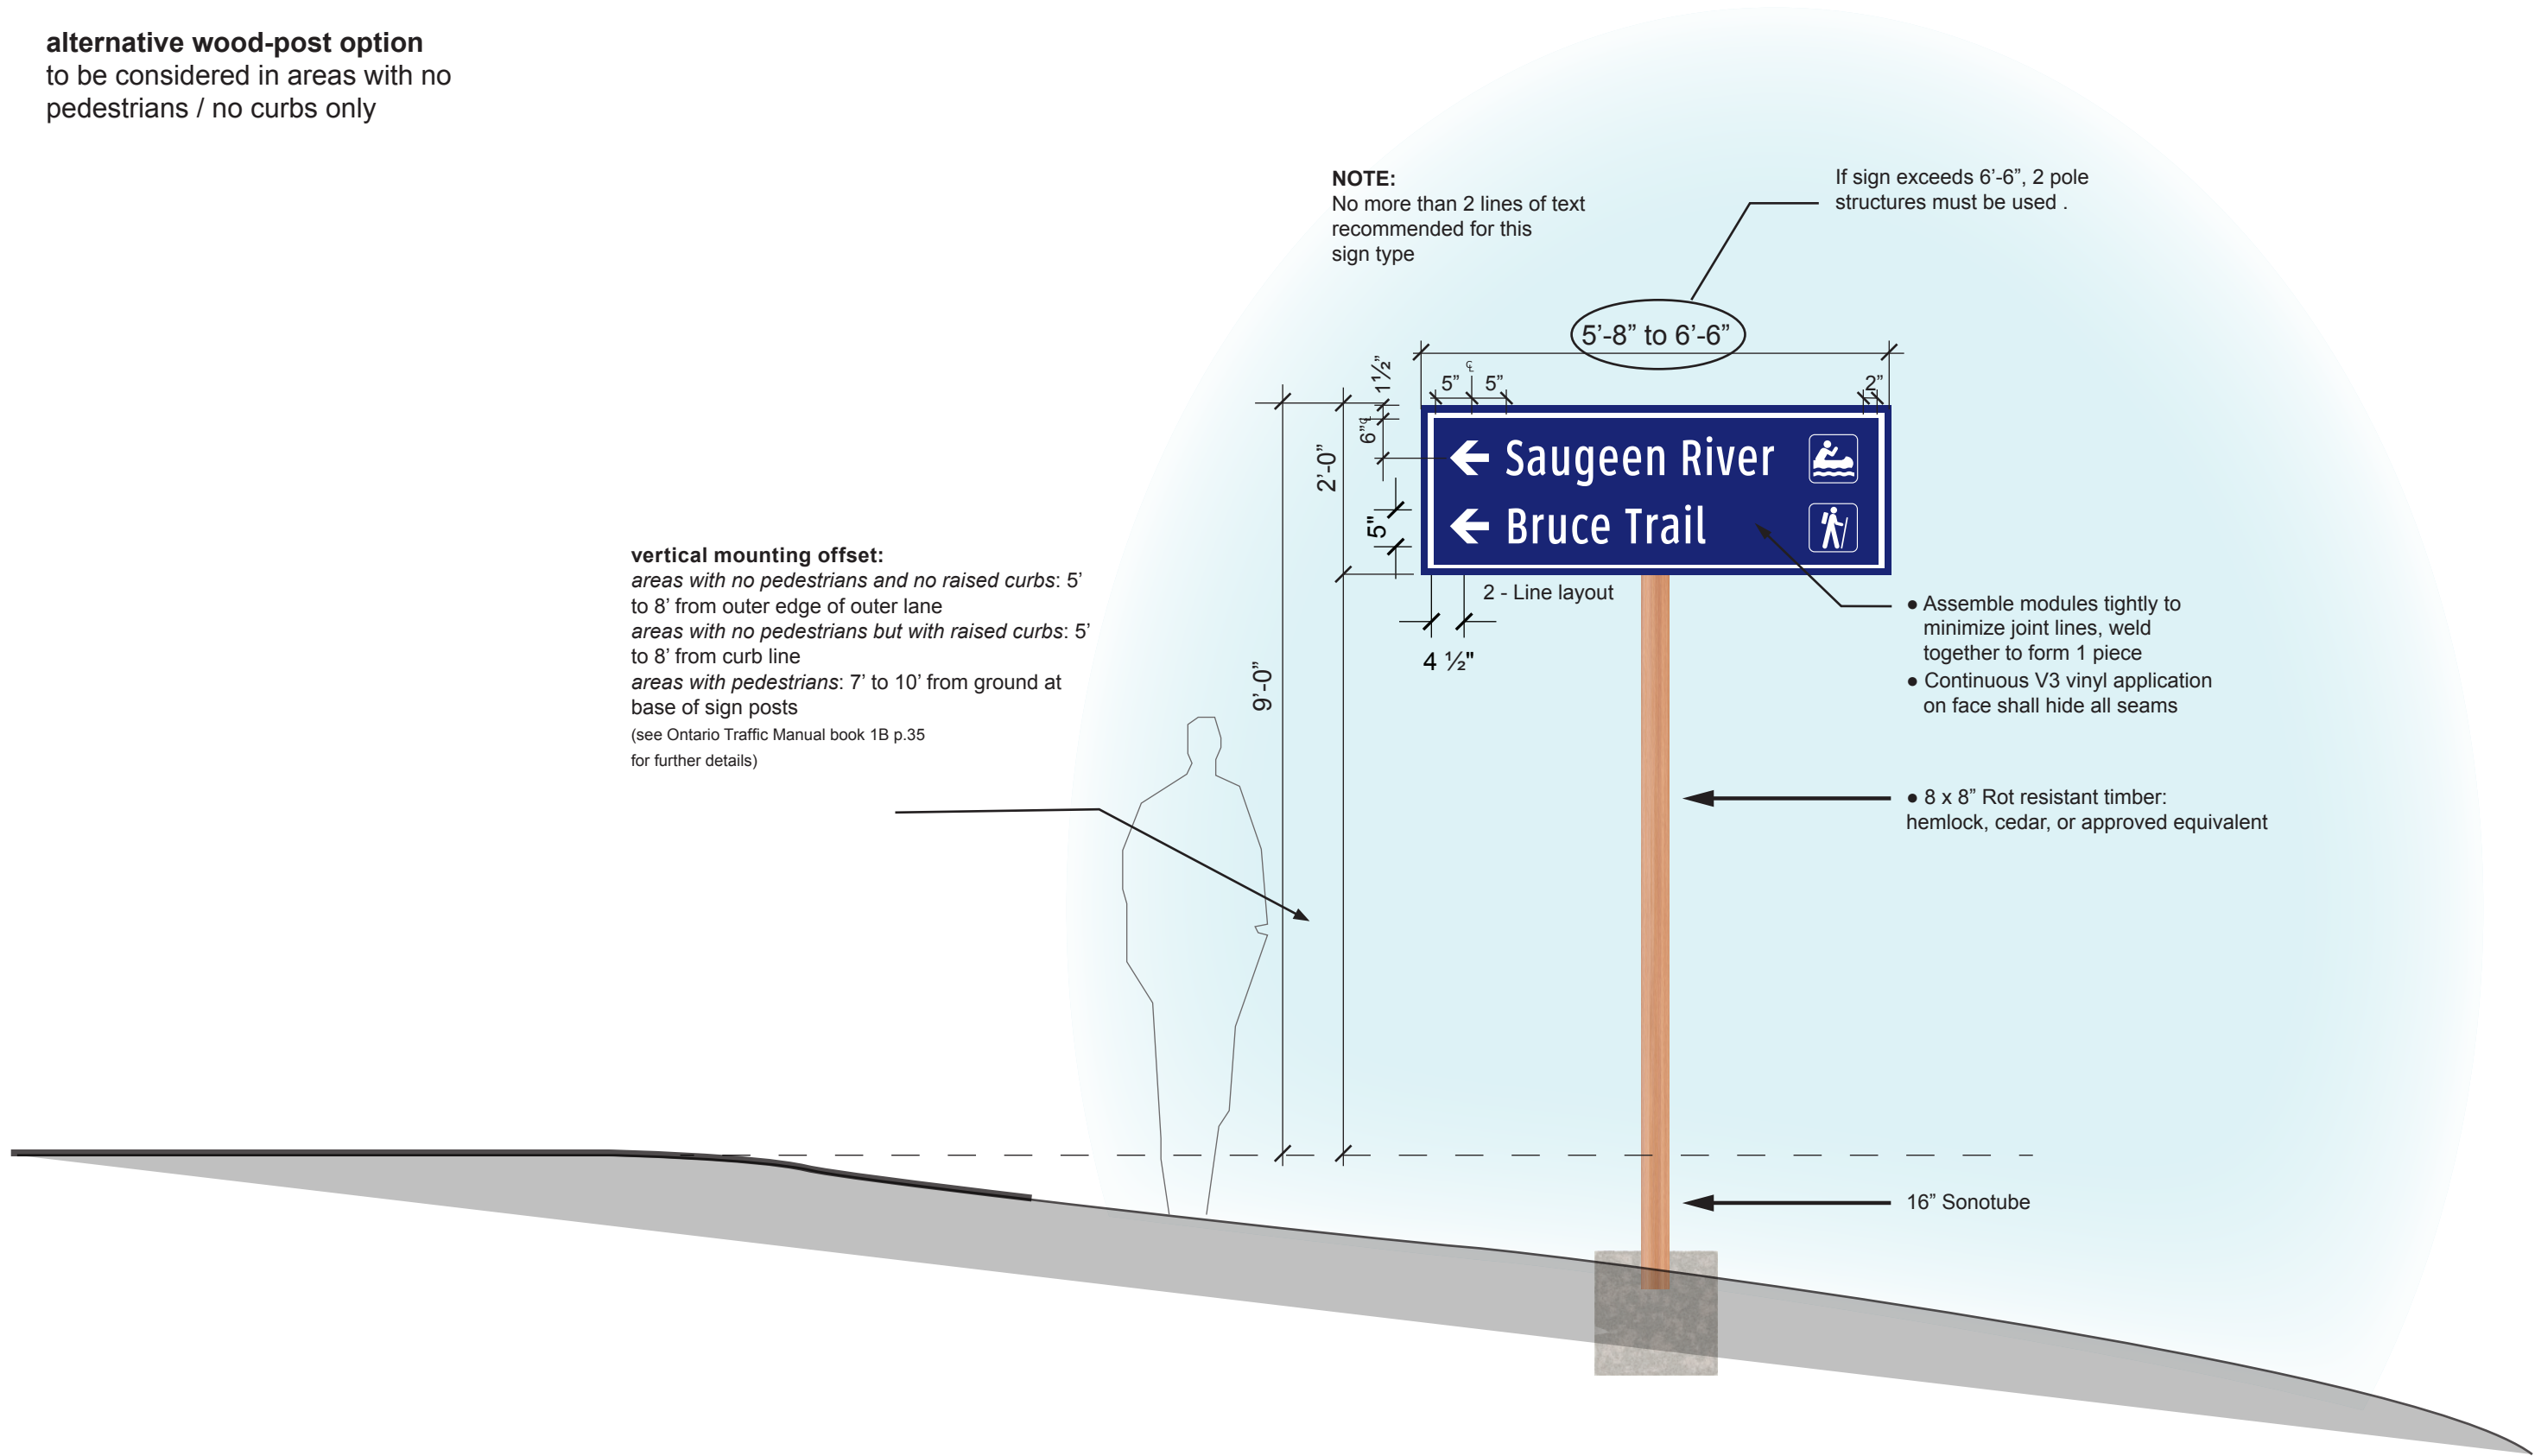 alternative wood-post option
to be considered in areas with no
pedestrians / no curbs only
NOTE:
No more than 2 lines of text
recommended for this
sign type
If sign exceeds 6’-6”, 2 pole
structures must be used .
5’-8” to 6’-6”
1½”
5”
℄
5”
2”
6”℄
2’-0”
5"
← Saugeen River
← Bruce Trail
2 - Line layout
4 ½"
9’-0”
vertical mounting offset:
areas with no pedestrians and no raised curbs: 5’
to 8’ from outer edge of outer lane
areas with no pedestrians but with raised curbs: 5’
to 8’ from curb line
areas with pedestrians: 7’ to 10’ from ground at
base of sign posts
(see Ontario Traffic Manual book 1B p.35
for further details)
● Assemble modules tightly to
minimize joint lines, weld
together to form 1 piece
● Continuous V3 vinyl application
on face shall hide all seams
● 8 x 8” Rot resistant timber:
hemlock, cedar, or approved equivalent
16” Sonotube